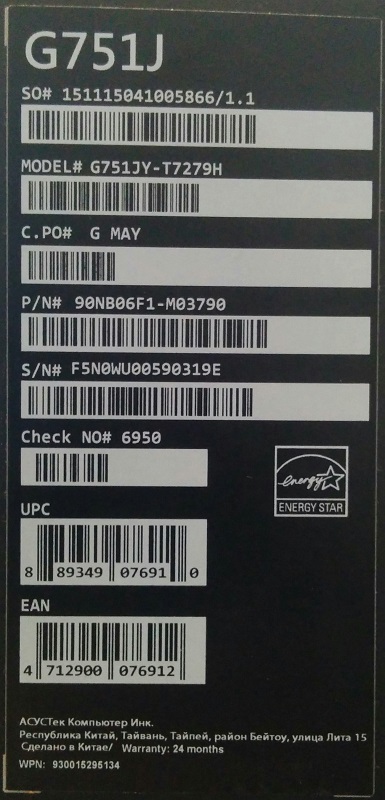 G751J
SO# 151115041005866/1.1
MODEL# G751JY-T7279H
C.PO# G MAY
P/N# 90NB06F1-M03790
S/N# F5N0WU00590319E
Check NO# 6950
energy
ENERGY STAR
UPC
8 89349 07691 0
EAN
4 712900 076912
АСУСТек Компьютер Инк.
Республика Китай, Тайвань, Тайпей, район Бейтоу, улица Лита 15
Сделано в Китае/ Warranty: 24 months
WPN: 930015295134